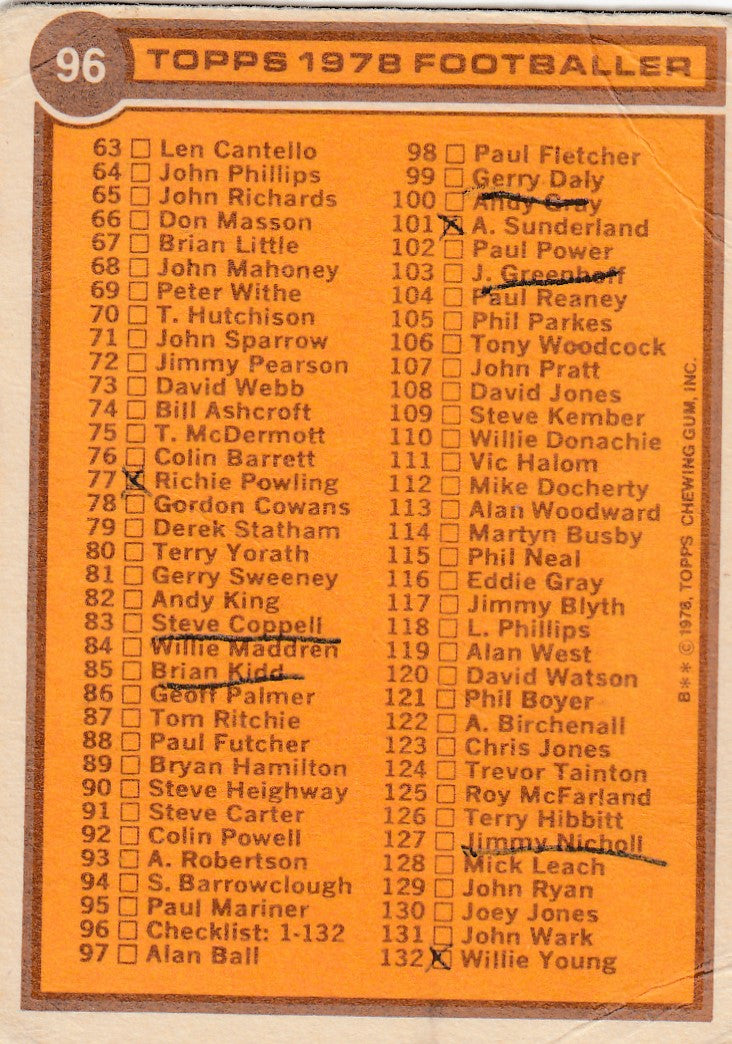 96
TOPPS 1978 FOOTBALLER
63 Len Cantello
64 John Phillips
65 John Richards
66 Don Masson
67 Brian Little
68 John Mahoney
69 Peter Withe
70 T. Hutchison
71 John Sparrow
72 Jimmy Pearson
73 David Webb
74 Bill Ashcroft
75 T. McDermott
76 Colin Barrett
77 Richie Powling
78 Gordon Cowans
79 Derek Statham
80 Terry Yorath
81 Gerry Sweeney
82 Andy King
83 Steve Coppell
84 Willie Maddren
85 Brian Kidd
86 Geoff Palmer
87 Tom Ritchie
88 Paul Futcher
89 Bryan Hamilton
90 Steve Heighway
91 Steve Carter
92 Colin Powell
93 A. Robertson
94 S. Barrowclough
95 Paul Mariner
96 Checklist: 1-132
97 Alan Ball
98 Paul Fletcher
99 Gerry Daly
100 Andy Gray
101 A. Sunderland
102 Paul Power
103 J. Greenhoff
104 Paul Reaney
105 Phil Parkes
106 Tony Woodcock
107 John Pratt
108 David Jones
109 Steve Kember
110 Willie Donachie
111 Vic Halom
112 Mike Docherty
113 Alan Woodward
114 Martyn Busby
115 Phil Neal
116 Eddie Gray
117 Jimmy Blyth
118 L. Phillips
119 Alan West
120 David Watson
121 Phil Boyer
122 A. Birchenall
123 Chris Jones
124 Trevor Tainton
125 Roy McFarland
126 Terry Hibbitt
127 Jimmy Nicholl
128 Mick Leach
129 John Ryan
130 Joey Jones
131 John Wark
132 Willie Young
B** © 1978, TOPPS CHEWING GUM, INC.